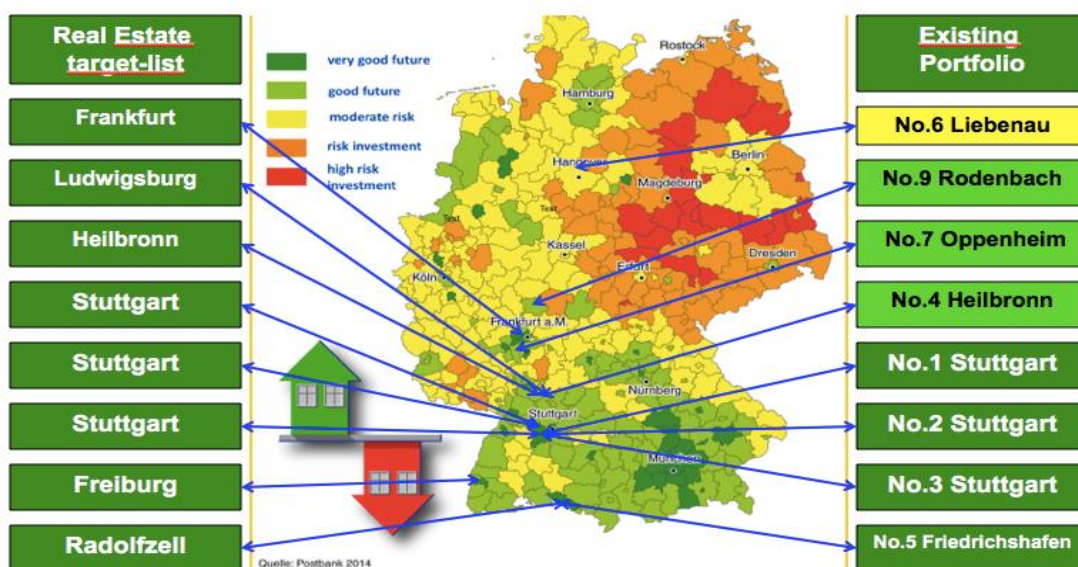 Real Estate
target-list
Frankfurt
Ludwigsburg
Heilbronn
Stuttgart
Stuttgart
Stuttgart
Freiburg
Radolfzell
very good future
good future
moderate risk
risk investment
high risk
investment
Rostock
Hamburg
Hannover
Berlin
Magdeburg
Text
Text
Kassel
Köln
Erfurt
Dresden
Frankfurt a.M.
Nürnberg
Stuttgart
München
Quelle: Postbank 2014
Existing
Portfolio
No.6 Liebenau
No.9 Rodenbach
No.7 Oppenheim
No.4 Heilbronn
No.1 Stuttgart
No.2 Stuttgart
No.3 Stuttgart
No.5 Friedrichshafen